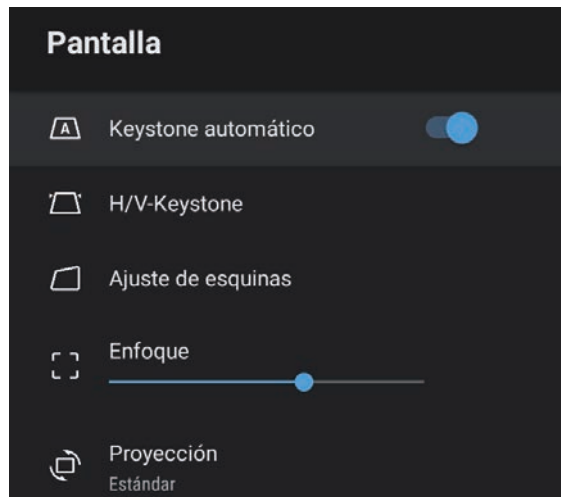 Pantalla
A
Keystone automático
H/V-Keystone
Ajuste de esquinas
Enfoque
Proyección
Estándar